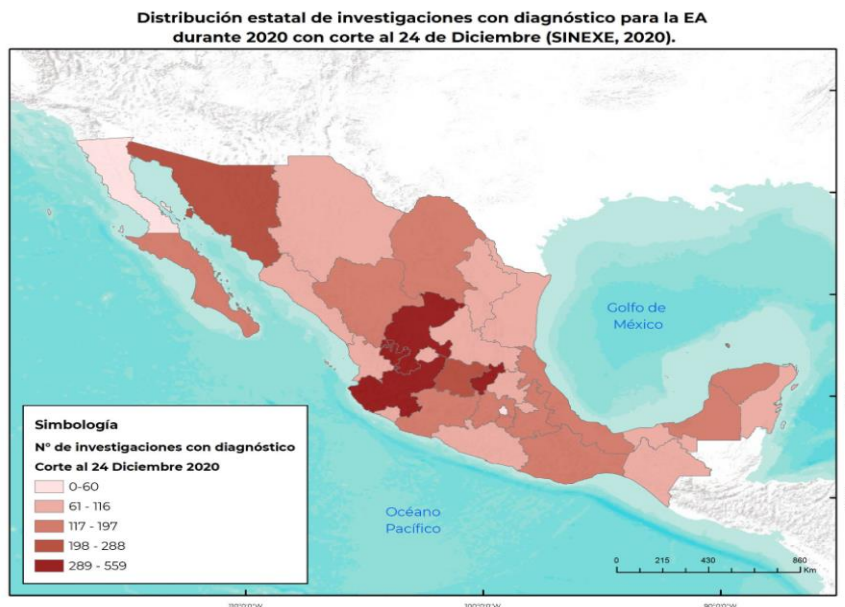 Distribución estatal de investigaciones con diagnóstico para la EA
durante 2020 con corte al 24 de Diciembre (SINEXE, 2020).
Golfo de
México
Simbología
N° de investigaciones con diagnóstico
Corte al 24 Diciembre 2020
0-60
61 - 116
117 - 197
198 - 288
289 - 559
Océano
Pacífico
0 215 430 860
Km